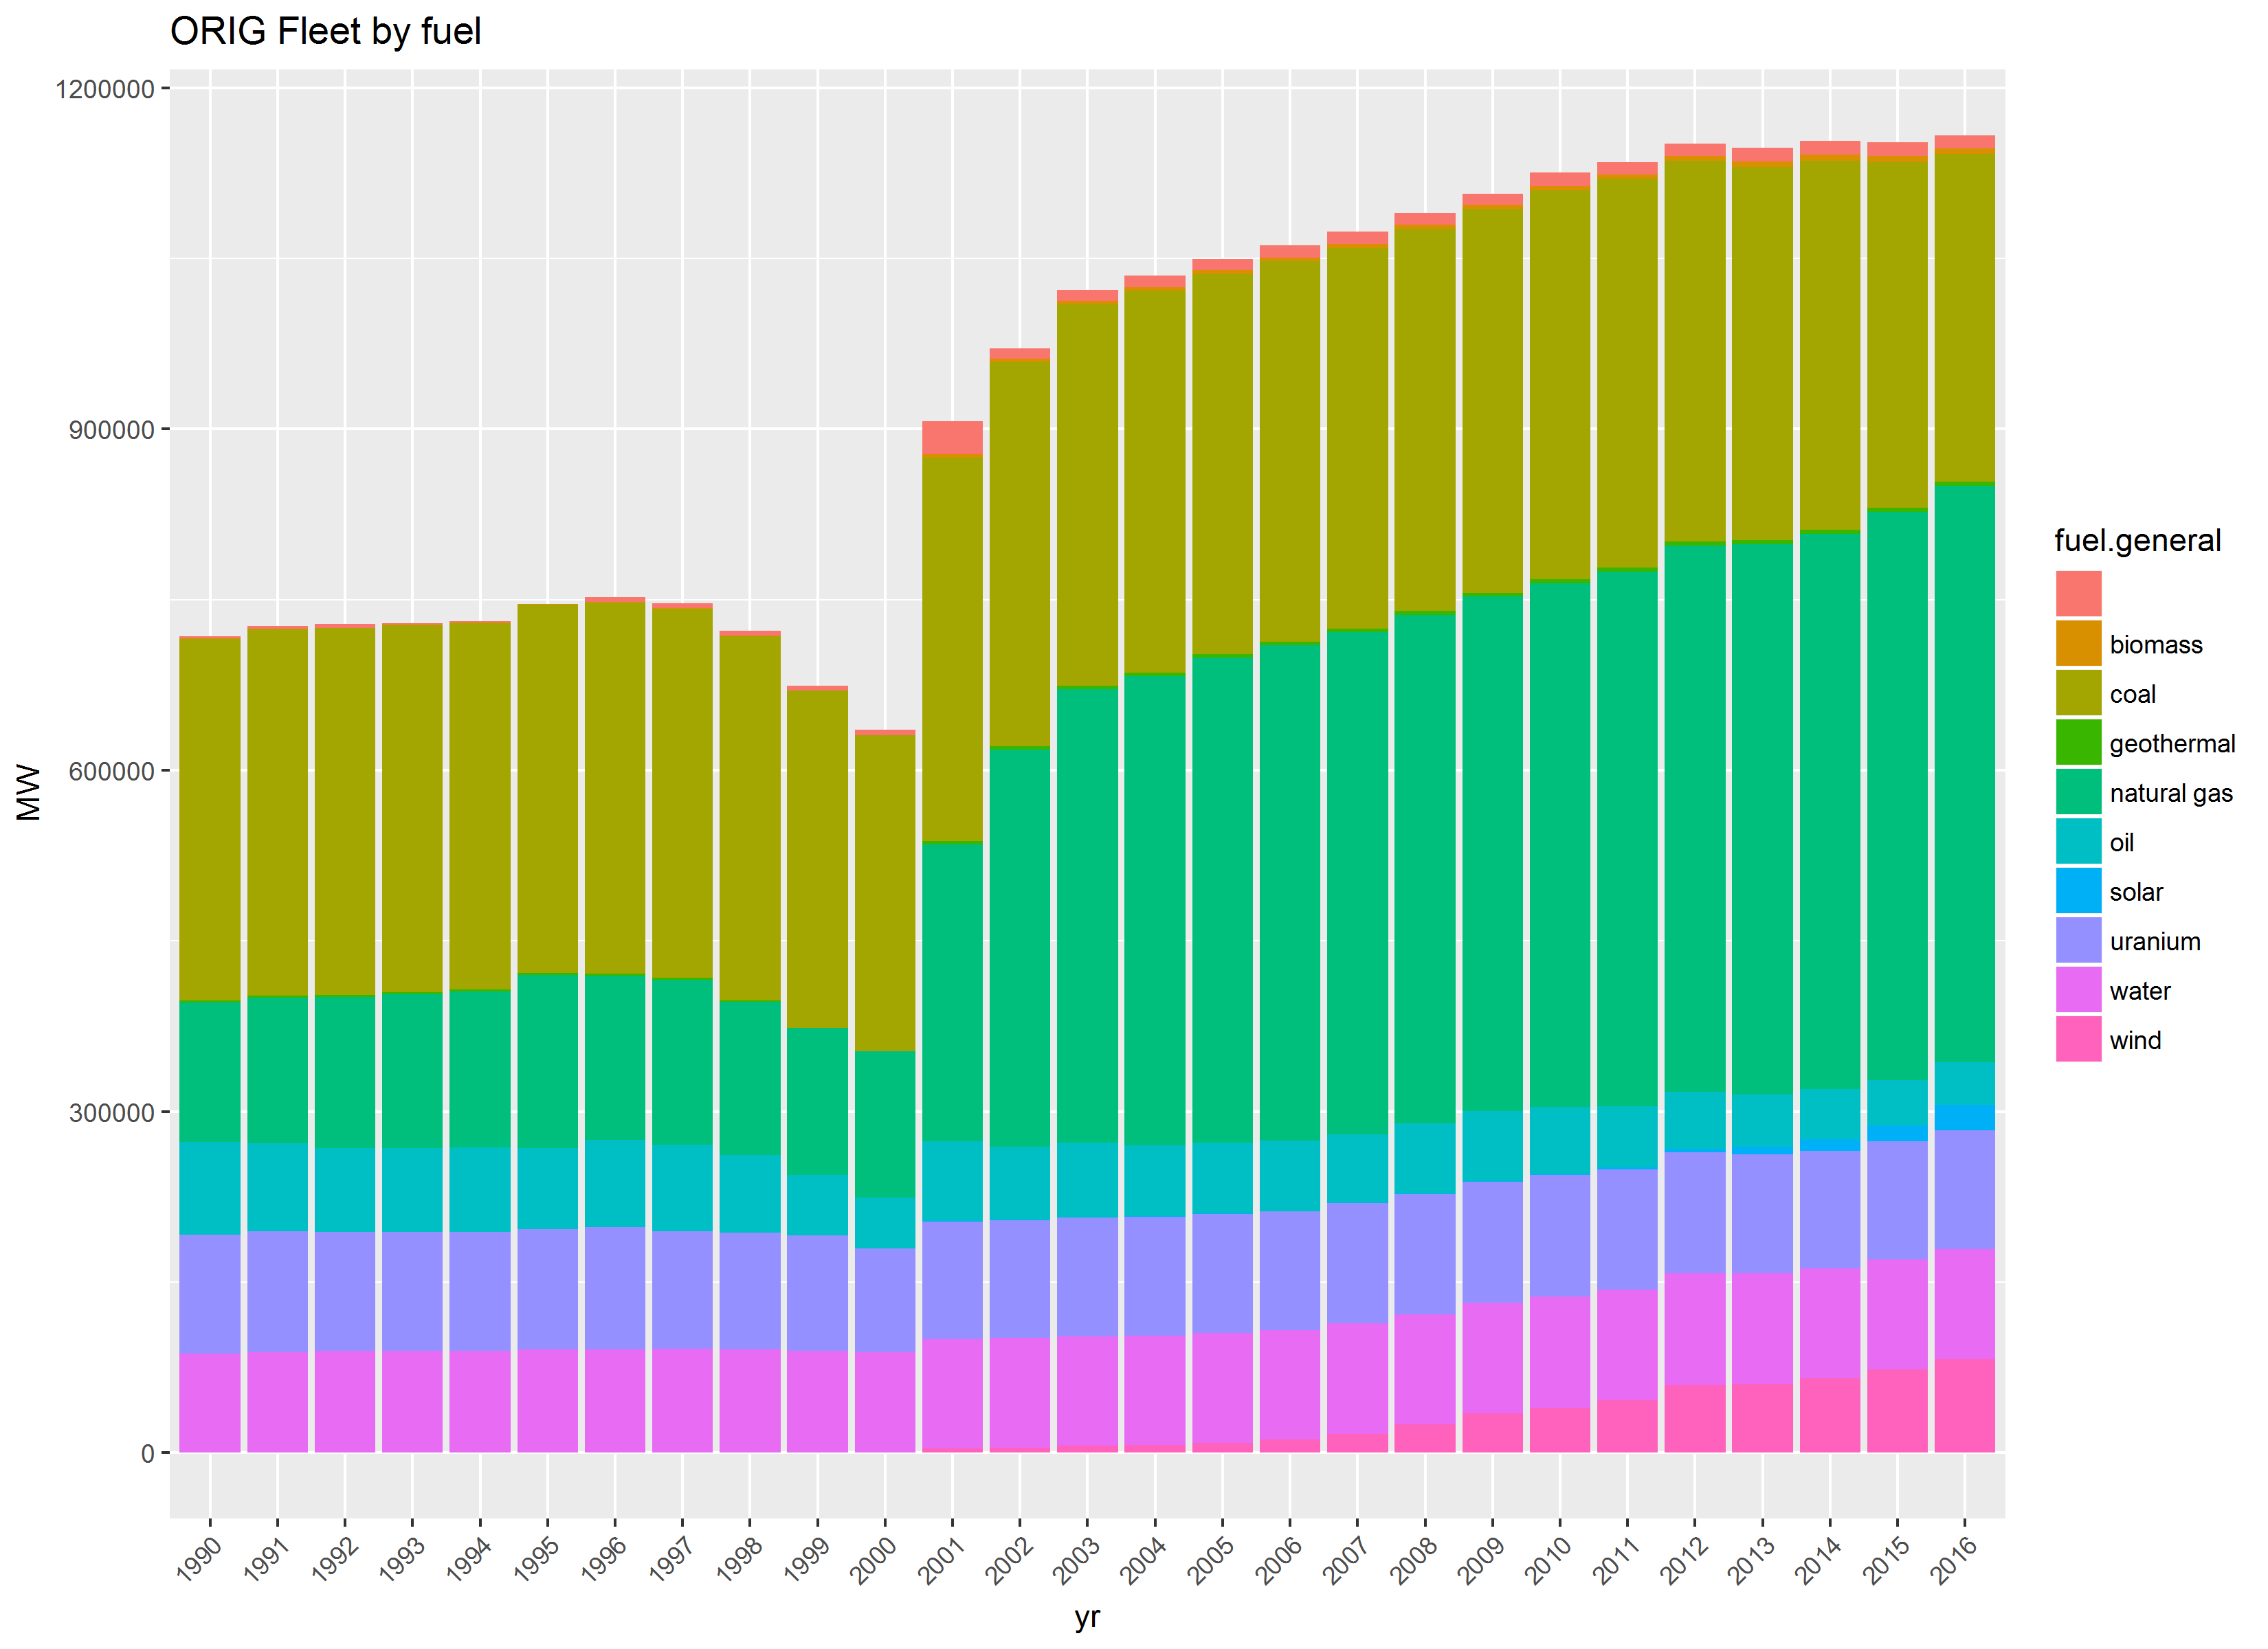 ORIG Fleet by fuel
1200000
900000
600000
300000
0
MW
1990 1991 1992 1993 1994 1995 1996 1997 1998 1999 2000 2001 2002 2003 2004 2005 2006 2007 2008 2009 2010 2011 2012 2013 2014 2015 2016
yr
fuel.general
biomass
coal
geothermal
natural gas
oil
solar
uranium
water
wind